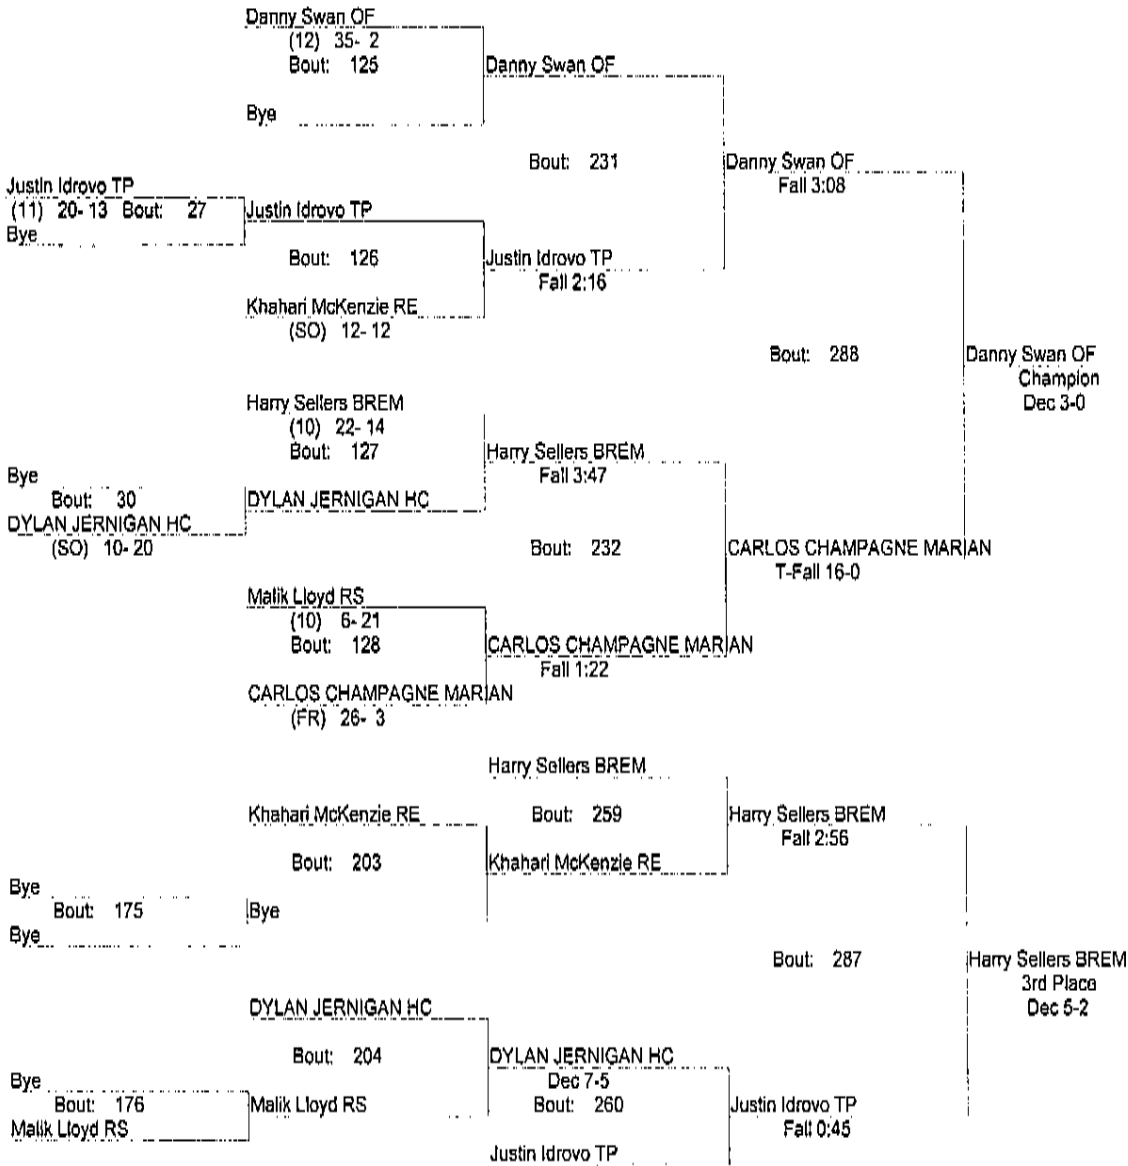 Danny Swan OF
(12) 35- 2
Bout: 125
Danny Swan OF
Bye
Bout: 231
Danny Swan OF
Fall 3:08
Justin Idrovo TP
(11) 20- 13 Bout: 27
Justin Idrovo TP
Bye
Bout: 126
Justin Idrovo TP
Fall 2:16
Khahari McKenzie RE
(SO) 12- 12
Bout: 288
Danny Swan OF
Champion
Dec 3-0
Harry Sellers BREM
(10) 22- 14
Bout: 127
Harry Sellers BREM
Fall 3:47
Bye
Bout: 30
DYLAN JERNIGAN HC
DYLAN JERNIGAN HC
(SO) 10- 20
Bout: 232
CARLOS CHAMPAGNE MARIAN
T-Fall 16-0
Malik Lloyd RS
(10) 6- 21
Bout: 128
CARLOS CHAMPAGNE MARIAN
Fall 1:22
CARLOS CHAMPAGNE MARIAN
(FR) 26- 3
Harry Sellers BREM
Khahari McKenzie RE
Bout: 259
Harry Sellers BREM
Fall 2:56
Bout: 203
Khahari McKenzie RE
Bye
Bout: 175
Bye
Bye
Bout: 287
Harry Sellers BREM
3rd Place
Dec 5-2
DYLAN JERNIGAN HC
Bout: 204
DYLAN JERNIGAN HC
Dec 7-5
Bye
Bout: 176
Malik Lloyd RS
Bout: 260
Justin Idrovo TP
Fall 0:45
Malik Lloyd RS
Justin Idrovo TP